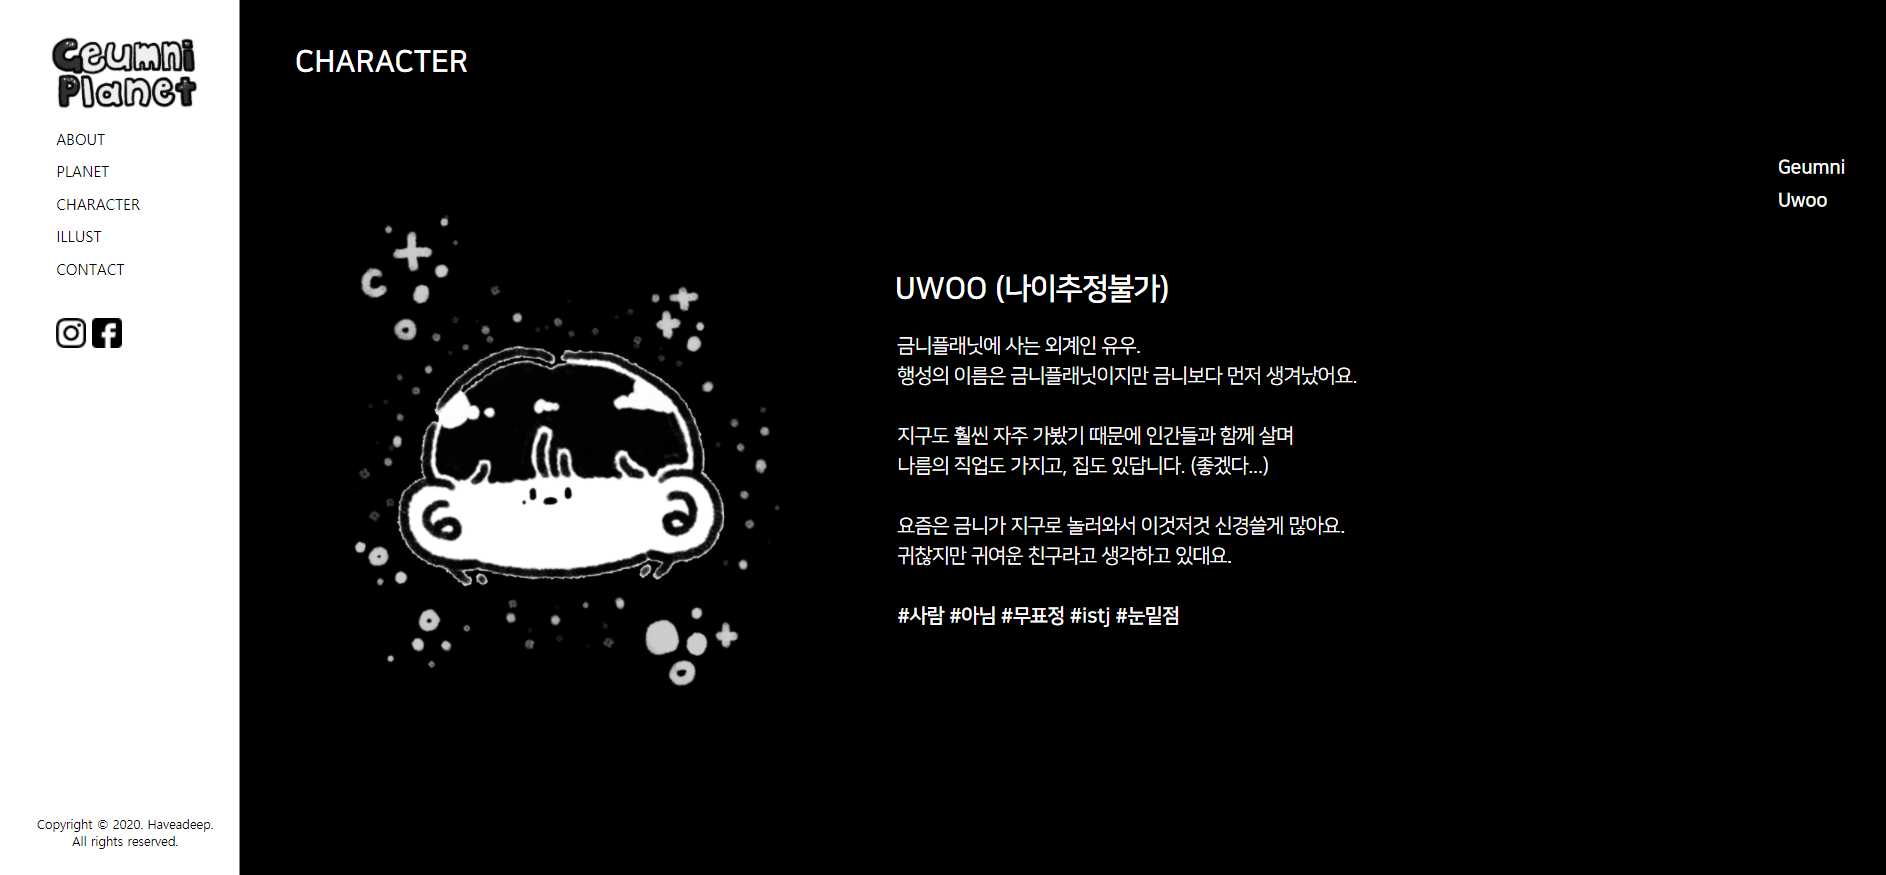 Geumni
Planet
ABOUT
PLANET
CHARACTER
ILLUST
CONTACT
Copyright © 2020. Haveadeep.
All rights reserved.
CHARACTER
Geumni
Uwoo
UWOO (나이추정불가)
금니플래닛에 사는 외계인 유우.
행성의 이름은 금니플래닛이지만 금니보다 먼저 생겨났어요.
지구도 훨씬 자주 가봤기 때문에 인간들과 함께 살며
나름의 직업도 가지고, 집도 있답니다. (좋겠다...)
요즘은 금니가 지구로 놀러와서 이것저것 신경쓸게 많아요.
귀찮지만 귀여운 친구라고 생각하고 있대요.
#사람 #아님 #무표정 #istj #눈밑점